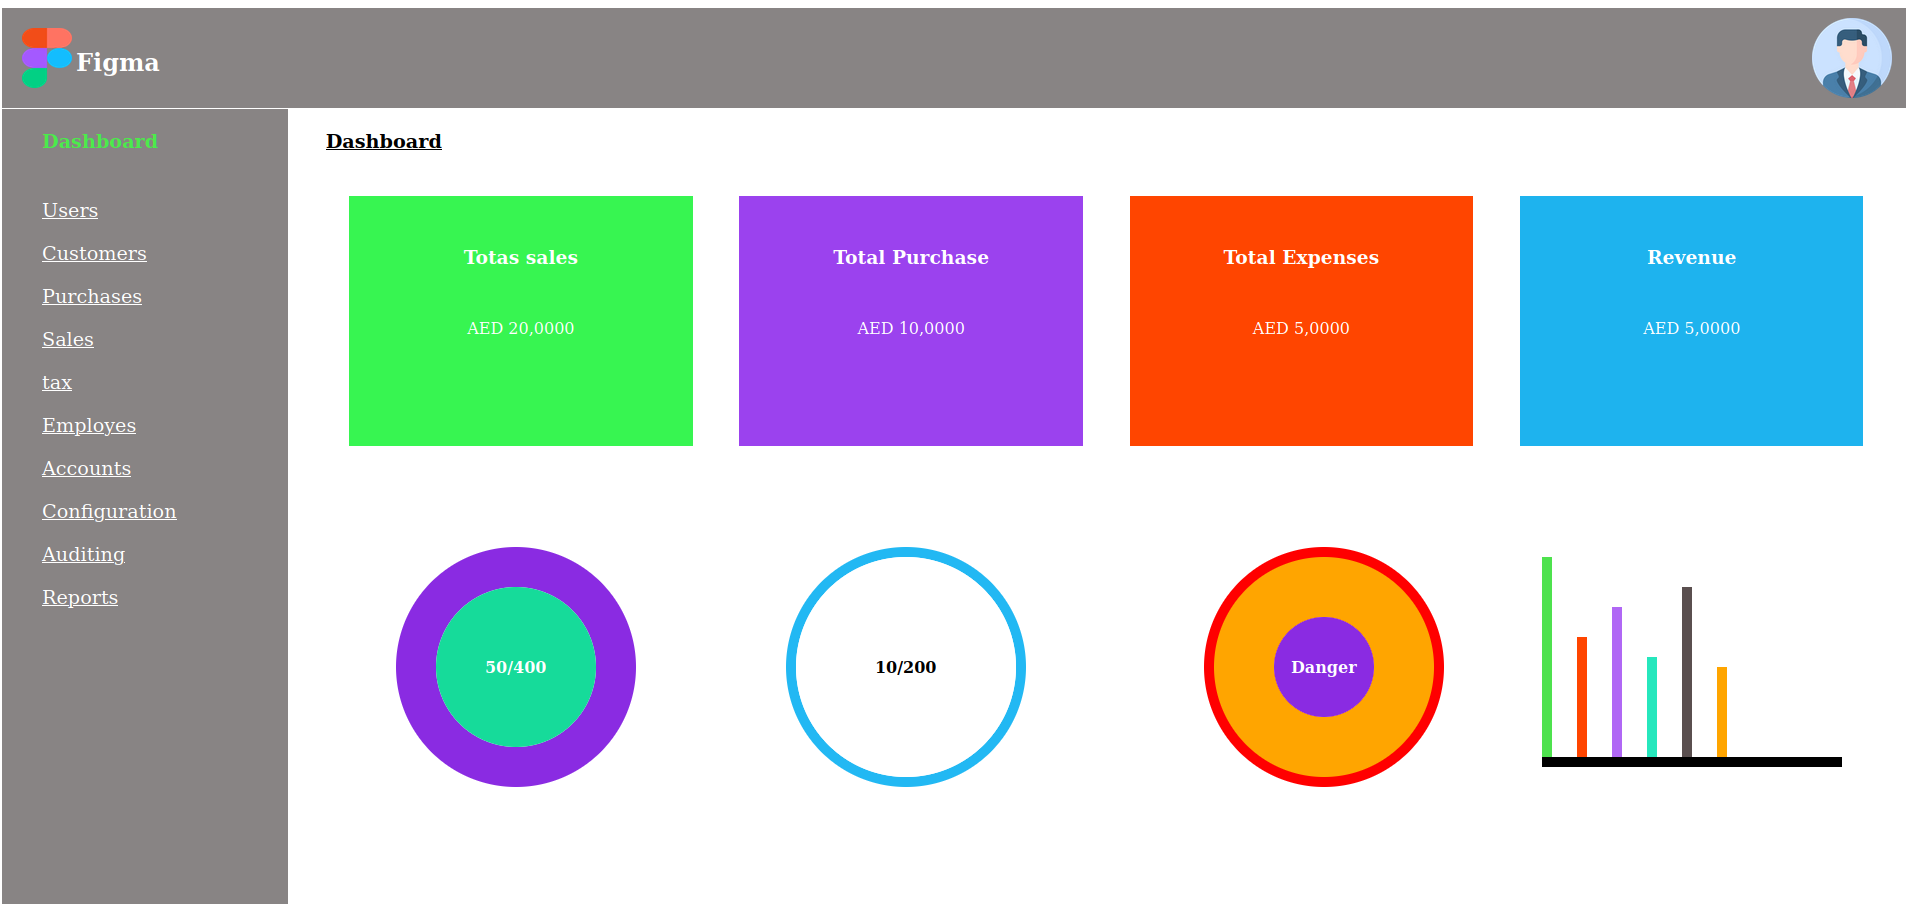 Figma
Dashboard
Users
Customers
Purchases
Sales
tax
Employes
Accounts
Configuration
Auditing
Reports
Dashboard
Totas sales
AED 20,0000
Total Purchase
AED 10,0000
Total Expenses
AED 5,0000
Revenue
AED 5,0000
50/400
10/200
Danger